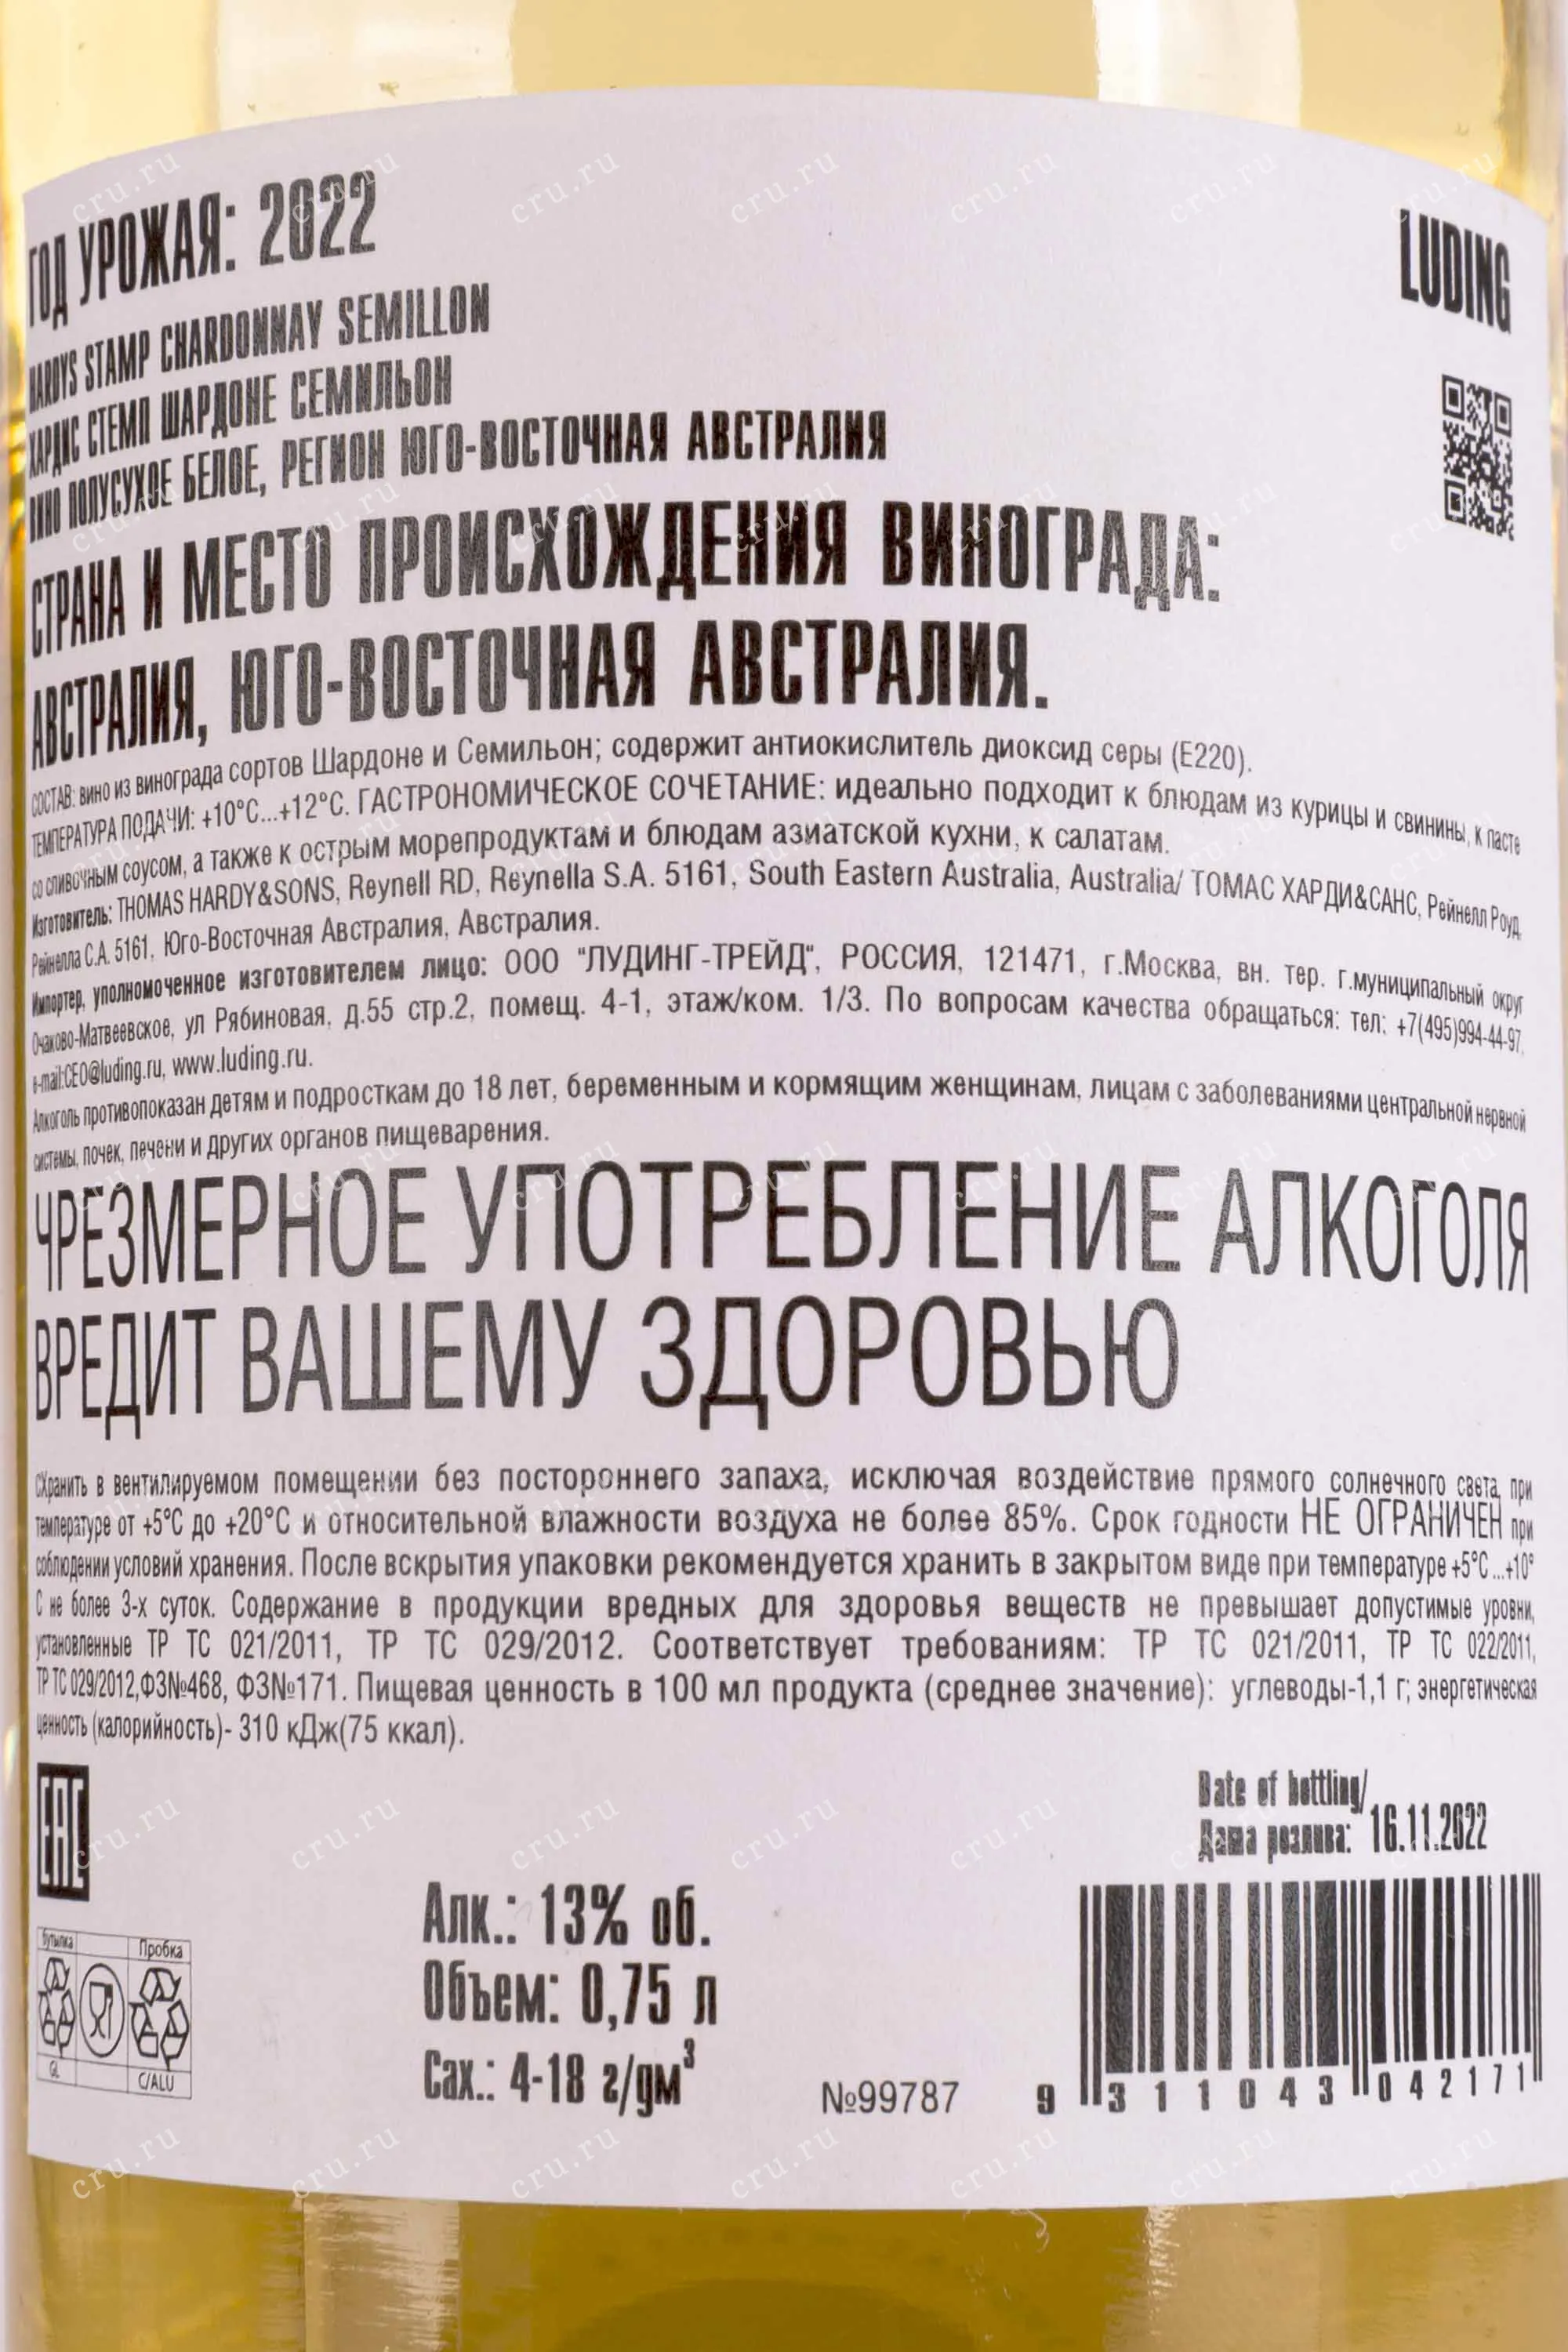 ГОД УРОЖАЯ: 2022
LUDING
HARDYS STAMP CHARDONNAY SEMILLON
ХАРДИС СТЕМП ШАРДОНЕ СЕМИЛЬОН
ВИНО ПОЛУСУХОЕ БЕЛОЕ, РЕГИОН ЮГО-ВОСТОЧНАЯ АВСТРАЛИЯ
СТРАНА И МЕСТО ПРОИСХОЖДЕНИЯ ВИНОГРАДА:
АВСТРАЛИЯ, ЮГО-ВОСТОЧНАЯ АВСТРАЛИЯ.
СОСТАВ: вино из винограда сортов Шардоне и Семильон; содержит антиокислитель диоксид серы (Е220).
ТЕМПЕРАТУРА ПОДАЧИ: +10°С...+12°С. ГАСТРОНОМИЧЕСКОЕ СОЧЕТАНИЕ: идеально подходит к блюдам из курицы и свинины, к пасте
со сливочным соусом, а также к острым морепродуктам и блюдам азиатской кухни, к салатам.
Изготовитель: THOMAS HARDY&SONS, Reynell RD, Reynella S.A. 5161, South Eastern Australia, Australia/ ТОМАС ХАРДИ&САНС, Рейнелл Роуд,
Рейнелла С.А. 5161, Юго-Восточная Австралия, Австралия.
Импортер, уполномоченное изготовителем лицо: ООО "ЛУДИНГ-ТРЕЙД", РОССИЯ, 121471, г.Москва, вн. тер. г.муниципальный округ
Очаково-Матвеевское, ул Рябиновая, д.55 стр.2, помещ. 4-1, этаж/ком. 1/3. По вопросам качества обращаться: тел: +7(495)994-44-97,
e-mail:CEO@luding.ru, www.luding.ru.
Алкоголь противопоказан детям и подросткам до 18 лет, беременным и кормящим женщинам, лицам с заболеваниями центральной нервной
системы, почек, печени и других органов пищеварения.
ЧРЕЗМЕРНОЕ УПОТРЕБЛЕНИЕ АЛКОГОЛЯ
ВРЕДИТ ВАШЕМУ ЗДОРОВЬЮ
Хранить в вентилируемом помещении без постороннего запаха, исключая воздействие прямого солнечного света, при
температуре от +5°С до +20°С и относительной влажности воздуха не более 85%. Срок годности НЕ ОГРАНИЧЕН при
соблюдении условий хранения. После вскрытия упаковки рекомендуется хранить в закрытом виде при температуре +5°С...+10°
С не более 3-х суток. Содержание в продукции вредных для здоровья веществ не превышает допустимые уровни,
установленные ТР ТС 021/2011, ТР ТС 029/2012. Соответствует требованиям: ТР ТС 021/2011, ТР ТС 022/2011,
ТР ТС 029/2012,ФЗ№468, ФЗ№171. Пищевая ценность в 100 мл продукта (среднее значение): углеводы-1,1 г; энергетическая
ценность (калорийность)- 310 кДж(75 ккал).
EAC
Date of bottling/
Дата розлива: 16.11.2022
Бутылка Пробка
GL C/ALU
Алк.: 13% об.
Объем: 0,75 л
Сах.: 4-18 г/дм³
№99787
9 311043 042171
cru.ru